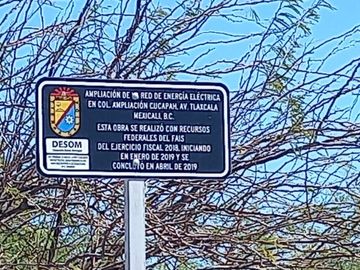 AMPLIACIÓN DE LA RED DE ENERGÍA ELÉCTRICA
EN COL. AMPLIACIÓN CUCAPAH, AV. TLAXCALA
MEXICALI, B.C.
ESTA OBRA SE REALIZÓ CON RECURSOS
FEDERALES DEL FAIS
DEL EJERCICIO FISCAL 2018, INICIANDO
EN ENERO DE 2019 Y SE
CONCLUYÓ EN ABRIL DE 2019
DESOM